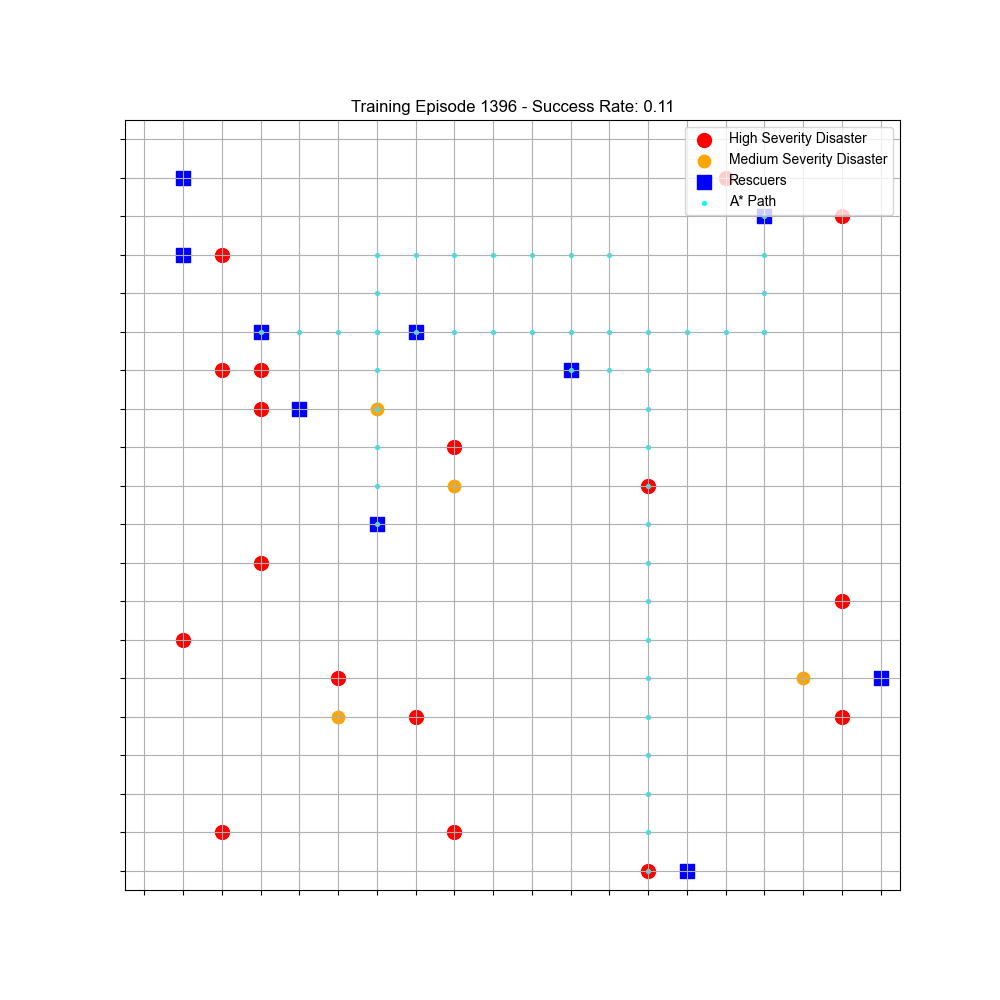 Training Episode 1396 - Success Rate: 0.11
High Severity Disaster
Medium Severity Disaster
Rescuers
A* Path